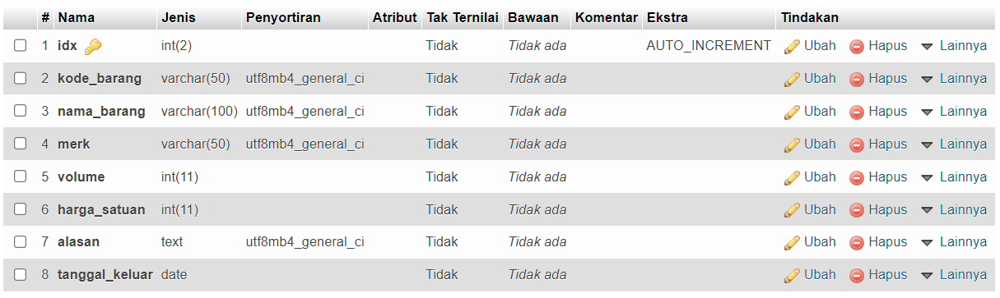 # Nama Jenis Penyortiran Atribut Tak Ternilai Bawaan Komentar Ekstra Tindakan
1 idx int(2) Tidak Tidak ada AUTO_INCREMENT Ubah Hapus Lainnya
2 kode_barang varchar(50) utf8mb4_general_ci Tidak Tidak ada Ubah Hapus Lainnya
3 nama_barang varchar(100) utf8mb4_general_ci Tidak Tidak ada Ubah Hapus Lainnya
4 merk varchar(50) utf8mb4_general_ci Tidak Tidak ada Ubah Hapus Lainnya
5 volume int(11) Tidak Tidak ada Ubah Hapus Lainnya
6 harga_satuan int(11) Tidak Tidak ada Ubah Hapus Lainnya
7 alasan text utf8mb4_general_ci Tidak Tidak ada Ubah Hapus Lainnya
8 tanggal_keluar date Tidak Tidak ada Ubah Hapus Lainnya